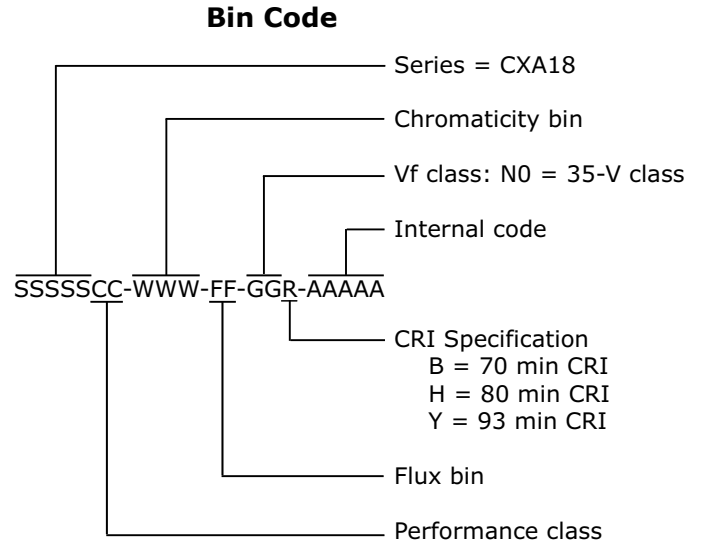 Bin Code
Series = CXA18
Chromaticity bin
Vf class: N0 = 35-V class
Internal code
SSSSSCC-WWW-FF-GGR-AAAAA
CRI Specification
B = 70 min CRI
H = 80 min CRI
Y = 93 min CRI
Flux bin
Performance class